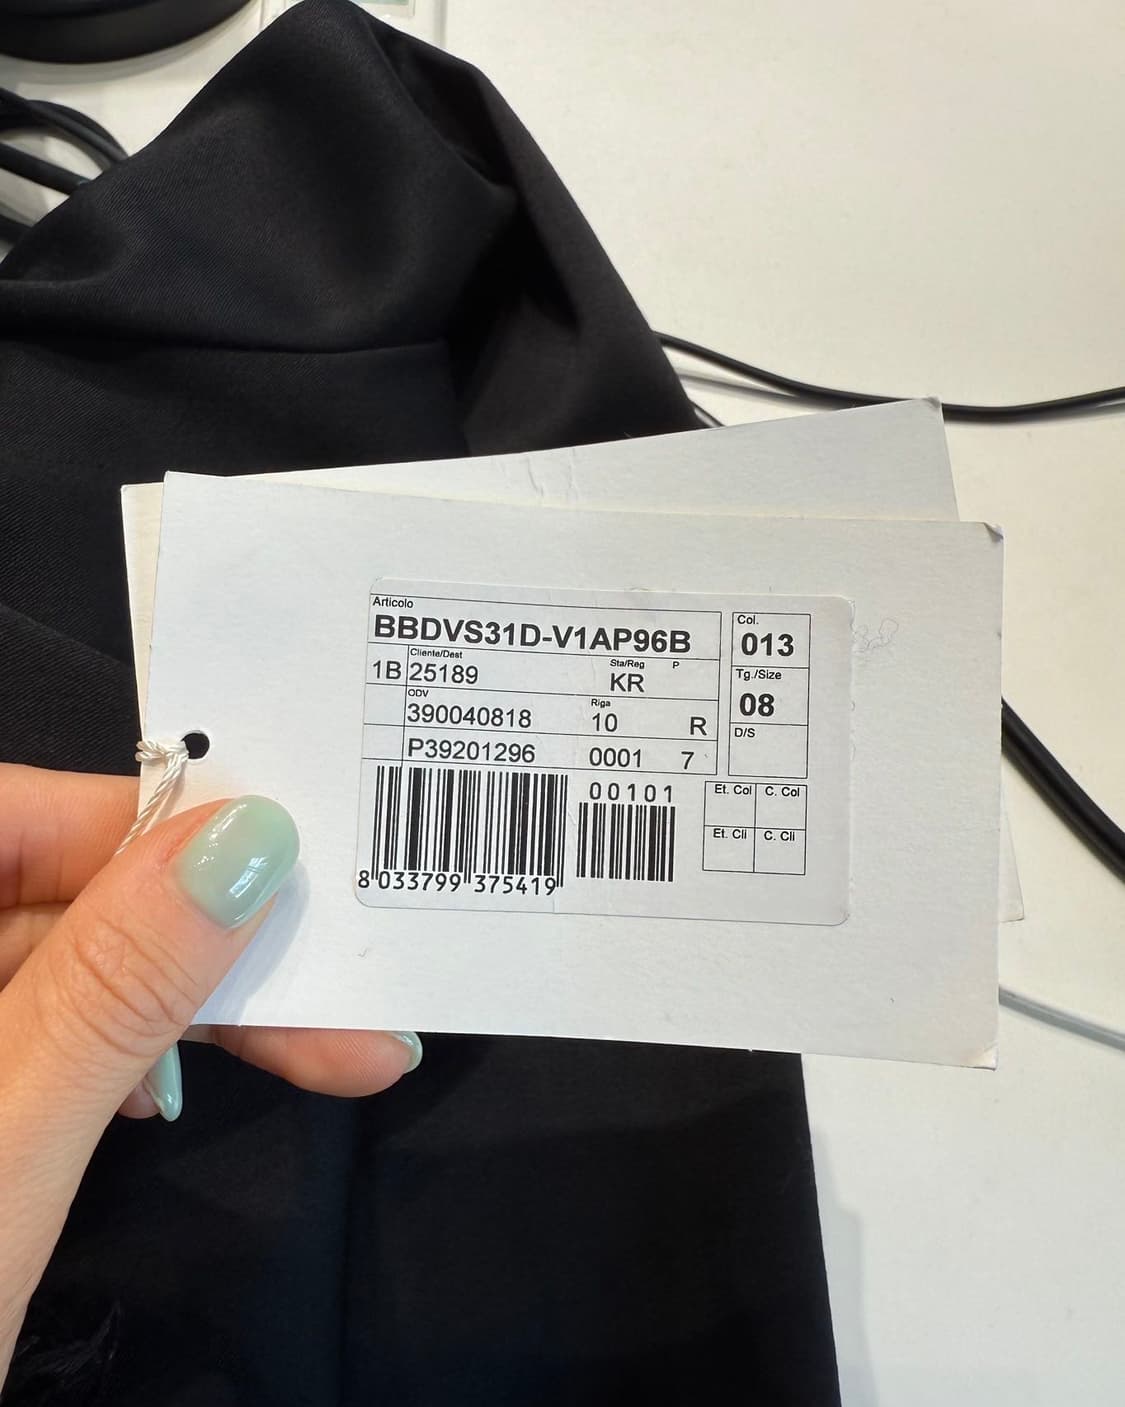 Articolo
BBDVS31D-V1AP96B
Col.
013
Cliente/Dest Sta/Reg P
1B 25189 KR
Tg./Size
08
ODV Riga
390040818 10 R
D/S
P39201296 0001 7
00101
Et. Col C. Col
Et. Cli C. Cli
8 033799 375419